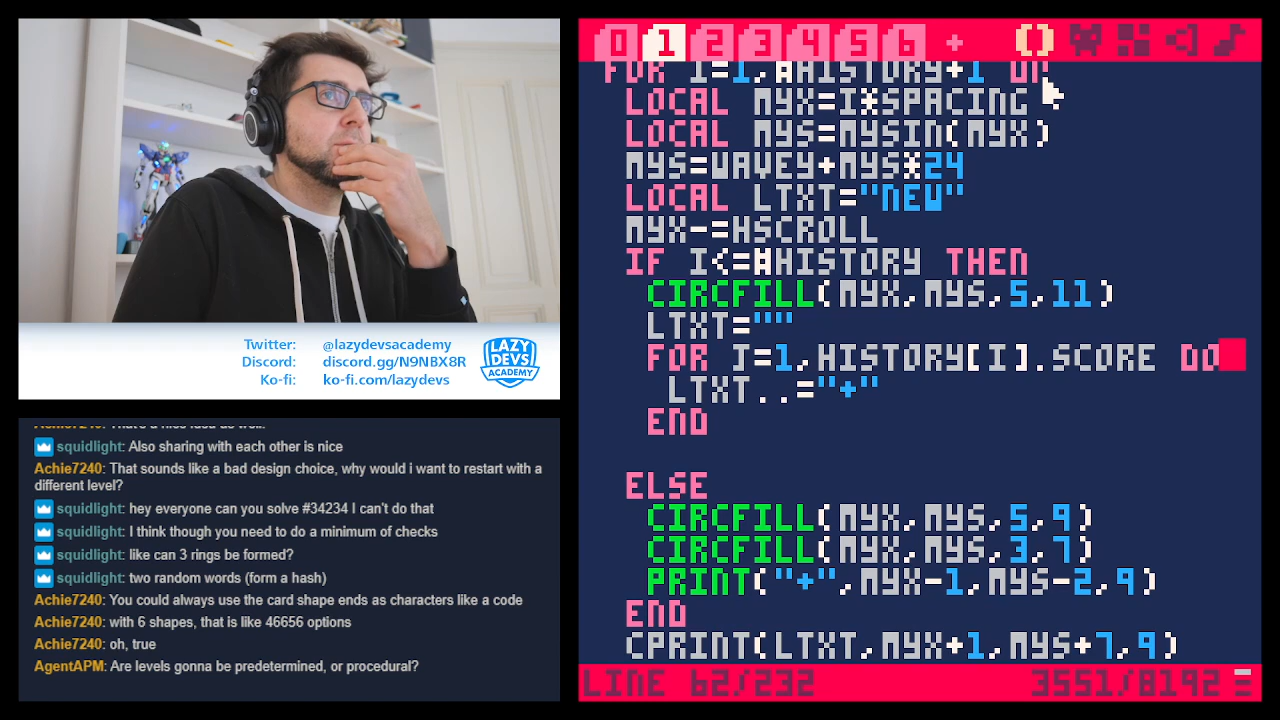 Twitter: @lazydevsacademy
Discord: discord.gg/N9NBX8R
Ko-fi: ko-fi.com/lazydevs
LAZY
DEVS
ACADEMY
squidlight: Also sharing with each other is nice
Achie7240: That sounds like a bad design choice, why would i want to restart with a
different level?
squidlight: hey everyone can you solve #34234 I can't do that
squidlight: I think though you need to do a minimum of checks
squidlight: like can 3 rings be formed?
squidlight: two random words (form a hash)
Achie7240: You could always use the card shape ends as characters like a code
Achie7240: with 6 shapes, that is like 46656 options
Achie7240: oh, true
AgentAPM: Are levels gonna be predetermined, or procedural?
0 1 2 3 4 5 6 +
FOR I=1,#HISTORY+1 DO
LOCAL MYX=I*SPACING
LOCAL MYS=MYSIN(MYX)
MYS=WAVEY+MYS*24
LOCAL LTXT="NEW"
MYX-=HSCROLL
IF I<=#HISTORY THEN
CIRCFILL(MYX,MYS,5,11)
LTXT=""
FOR J=1,HISTORY[I].SCORE DO
LTXT..="+"
END
ELSE
CIRCFILL(MYX,MYS,5,9)
CIRCFILL(MYX,MYS,3,7)
PRINT("+",MYX-1,MYS-2,9)
END
CPRINT(LTXT,MYX+1,MYS+7,9)
LINE 62/232 3551/8192